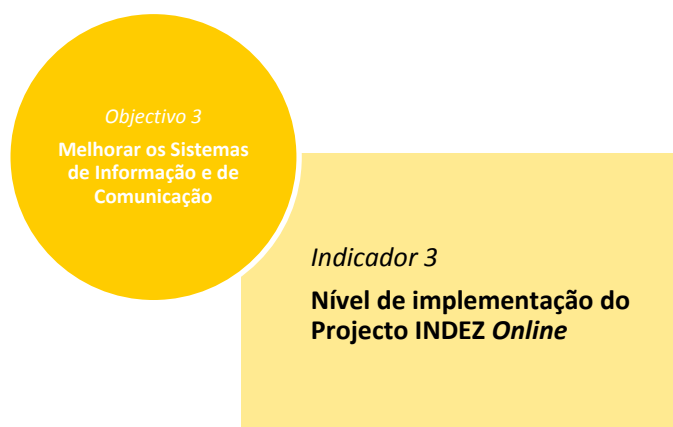 Objectivo 3
Melhorar os Sistemas
de Informação e de
Comunicação
Indicador 3
Nível de implementação do
Projecto INDEZ Online